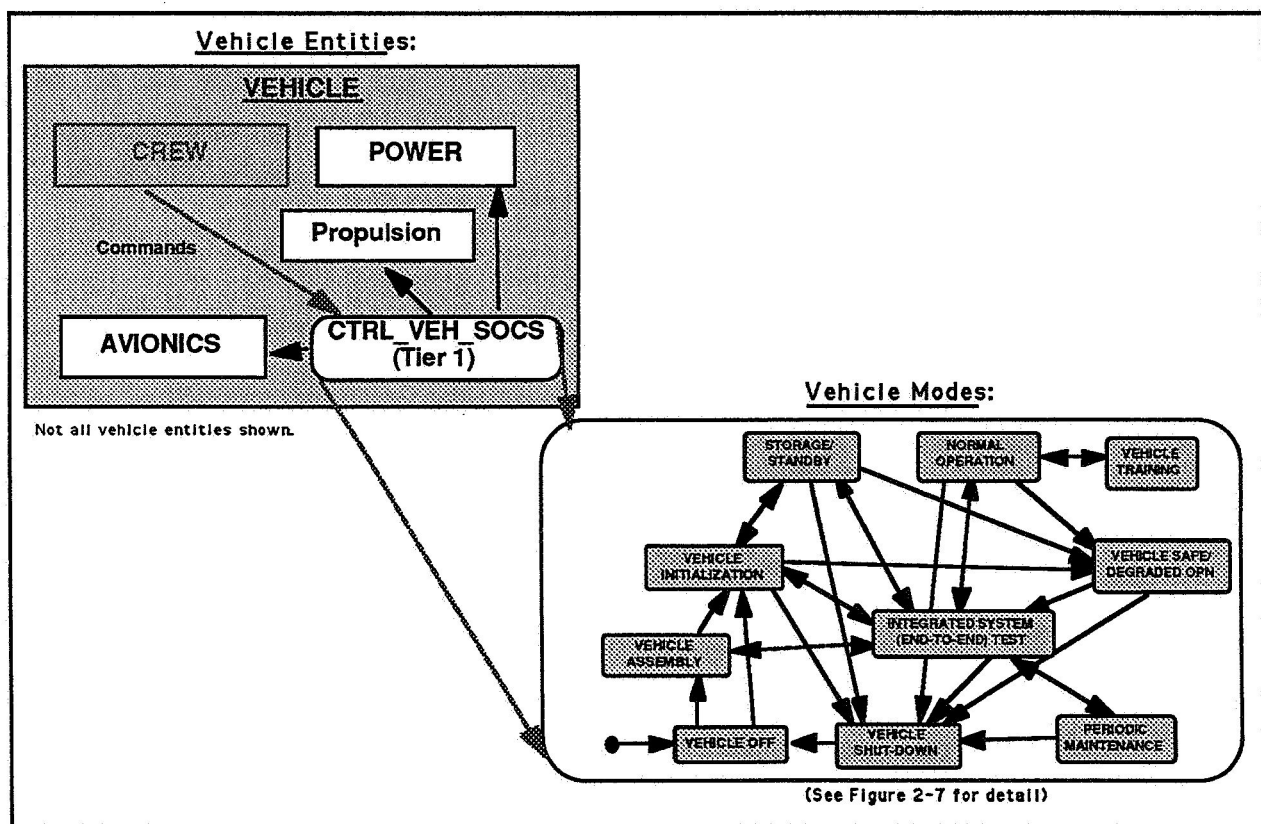 Vehicle Entities:
VEHICLE
CREW
POWER
Propulsion
Commands
AVIONICS
CTRL_VEH_SOCS
(Tier 1)
Not all vehicle entities shown.
Vehicle Modes:
STORAGE/
STANDBY
NORMAL
OPERATION
VEHICLE
TRAINING
VEHICLE
INITIALIZATION
VEHICLE SAFE/
DEGRADED OPN
INTEGRATED SYSTEM
(END-TO-END) TEST
VEHICLE
ASSEMBLY
VEHICLE OFF
VEHICLE
SHUT-DOWN
PERIODIC
MAINTENANCE
(See Figure 2-7 for detail)